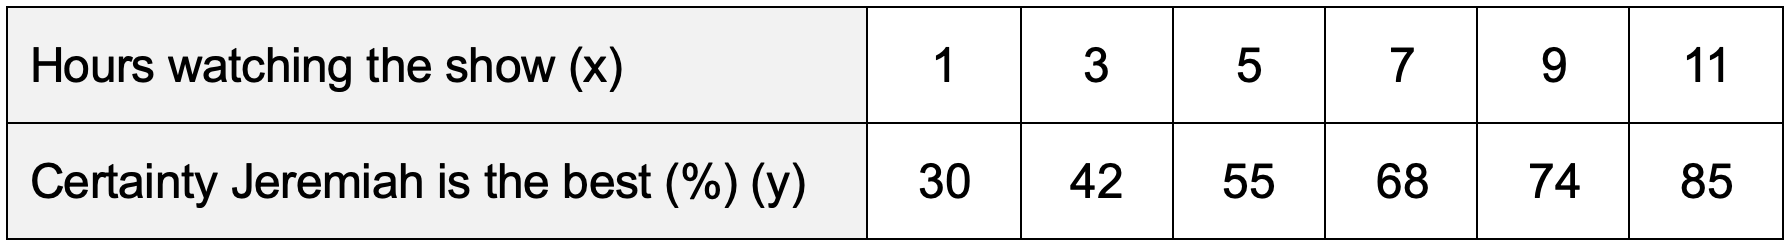 Hours watching the show (x) 1 3 5 7 9 11
Certainty Jeremiah is the best (%) (y) 30 42 55 68 74 85